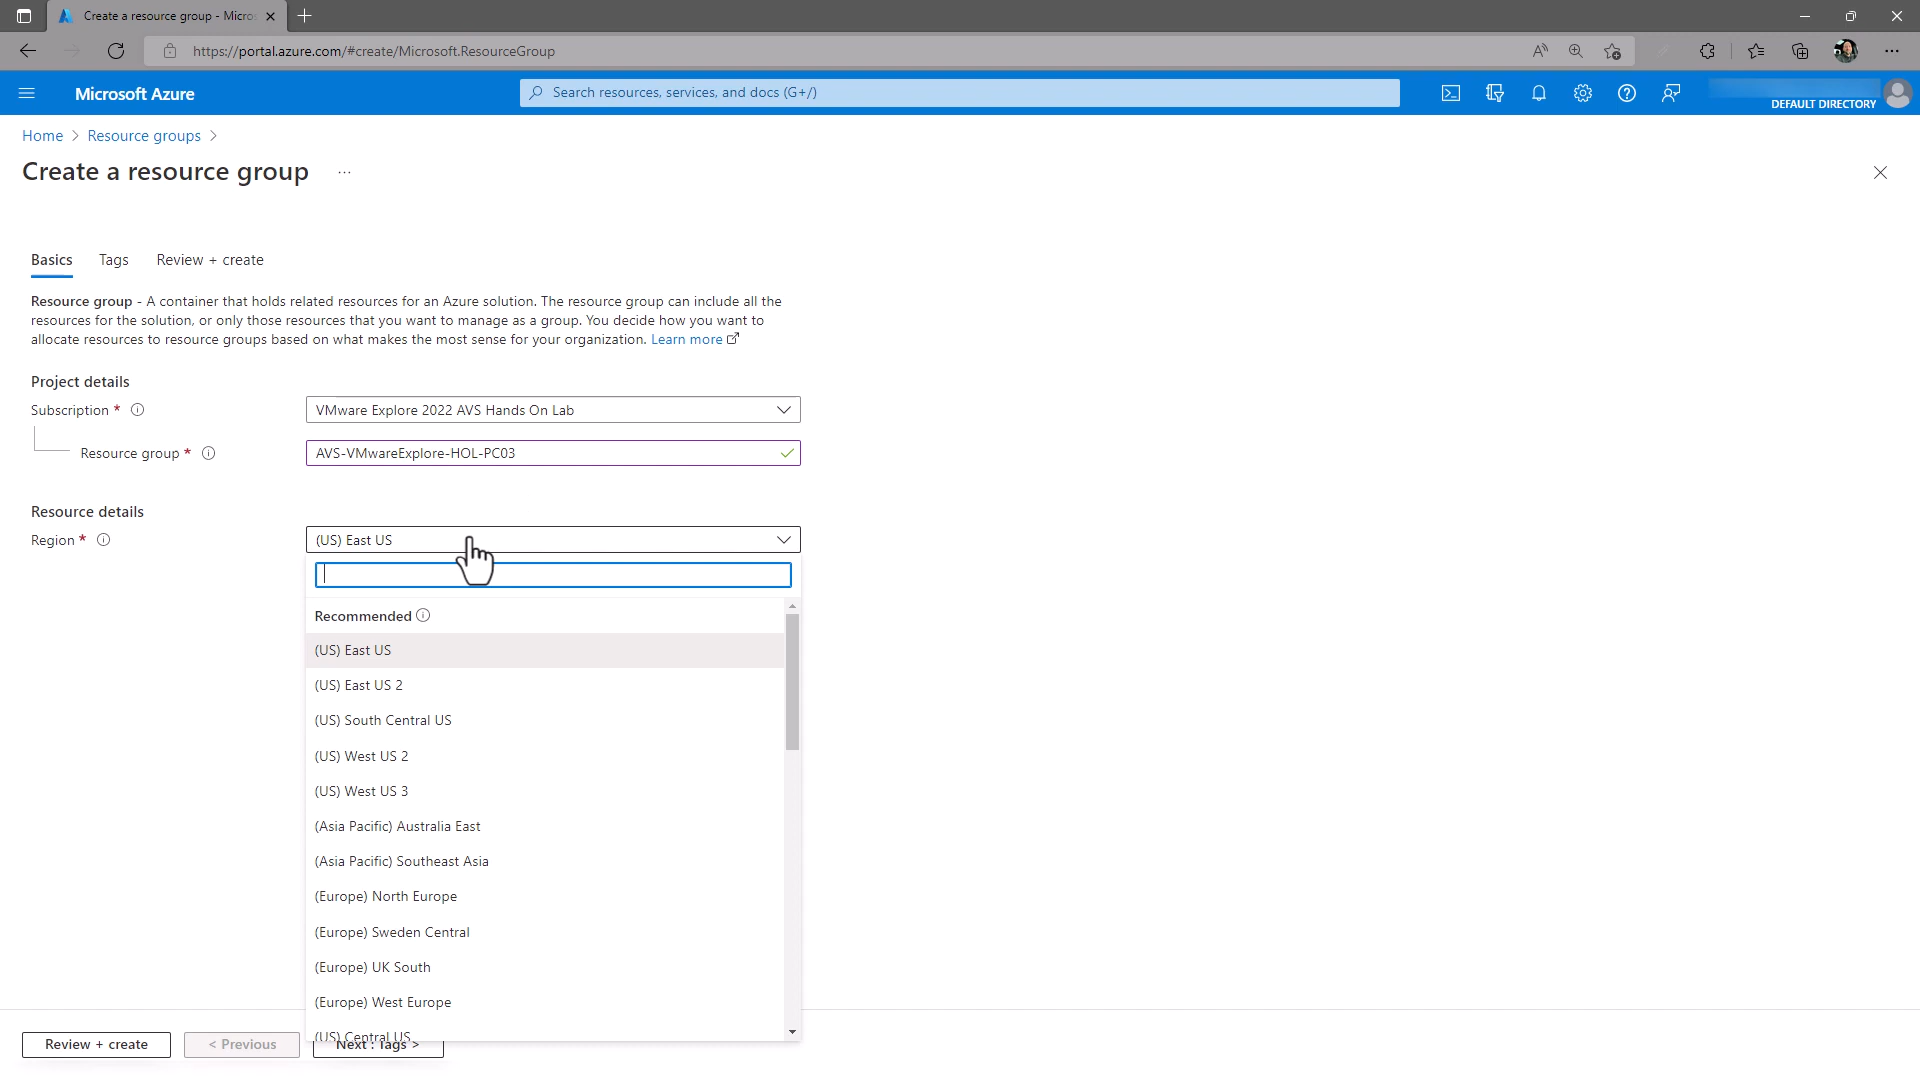 Create a resource group - Micros
https://portal.azure.com/#create/Microsoft.ResourceGroup
Microsoft Azure
Search resources, services, and docs (G+/)
DEFAULT DIRECTORY
Home > Resource groups >
Create a resource group ...
Basics Tags Review + create
Resource group - A container that holds related resources for an Azure solution. The resource group can include all the
resources for the solution, or only those resources that you want to manage as a group. You decide how you want to
allocate resources to resource groups based on what makes the most sense for your organization. Learn more
Project details
Subscription * VMware Explore 2022 AVS Hands On Lab
Resource group * AVS-VMwareExplore-HOL-PC03
Resource details
Region * (US) East US
Recommended
(US) East US
(US) East US 2
(US) South Central US
(US) West US 2
(US) West US 3
(Asia Pacific) Australia East
(Asia Pacific) Southeast Asia
(Europe) North Europe
(Europe) Sweden Central
(Europe) UK South
(Europe) West Europe
(US) Central US
Review + create < Previous Next : Tags >